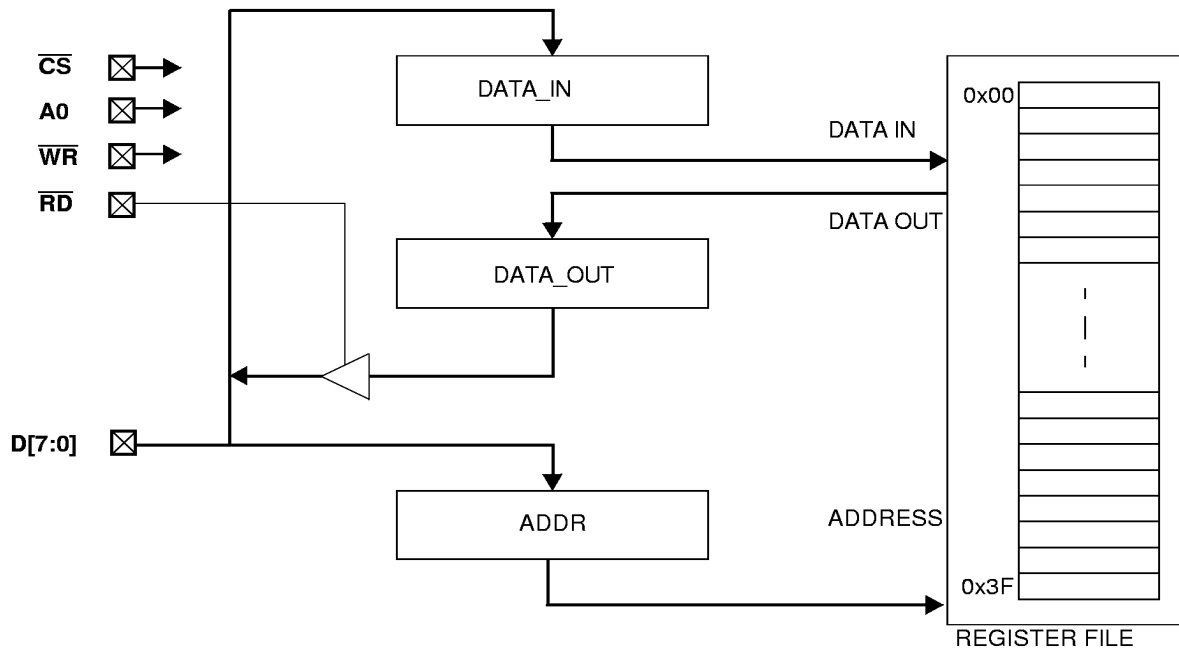 CS
A0
WR
RD
D[7:0]
DATA_IN
DATA IN
DATA_OUT
DATA OUT
ADDR
ADDRESS
0x00
0x3F
REGISTER FILE